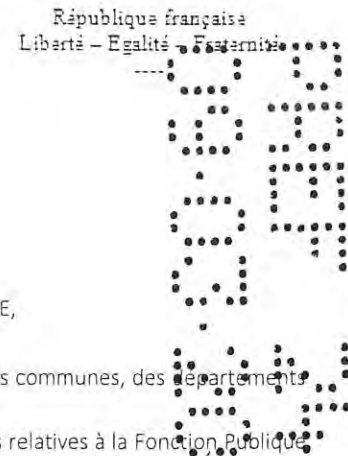 République française
Liberté – Egalité – Fraternité
----
E,
s communes, des départements
s relatives à la Fonction Publique